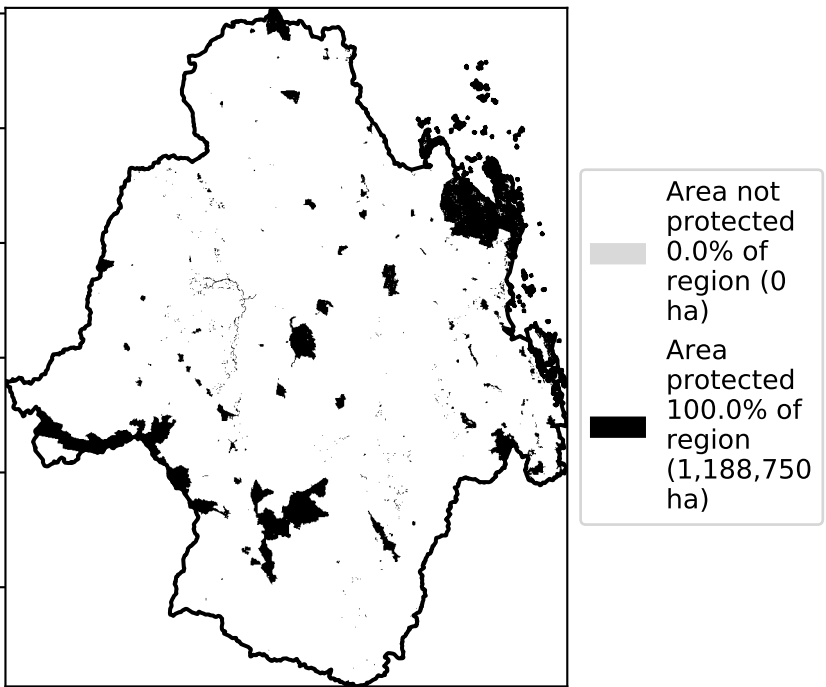 Area not
protected
0.0% of
region (0
ha)
Area
protected
100.0% of
region
(1,188,750
ha)